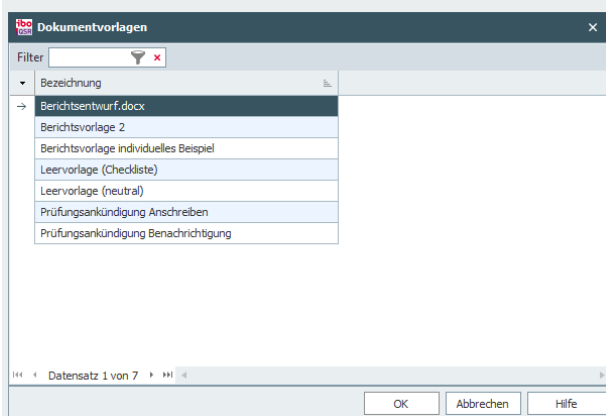 ibo
QSR
Dokumentvorlagen
Filter
Bezeichnung
Berichtsentwurf.docx
Berichtsvorlage 2
Berichtsvorlage individuelles Beispiel
Leervorlage (Checkliste)
Leervorlage (neutral)
Prüfungsankündigung Anschreiben
Prüfungsankündigung Benachrichtigung
Datensatz 1 von 7
OK Abbrechen Hilfe